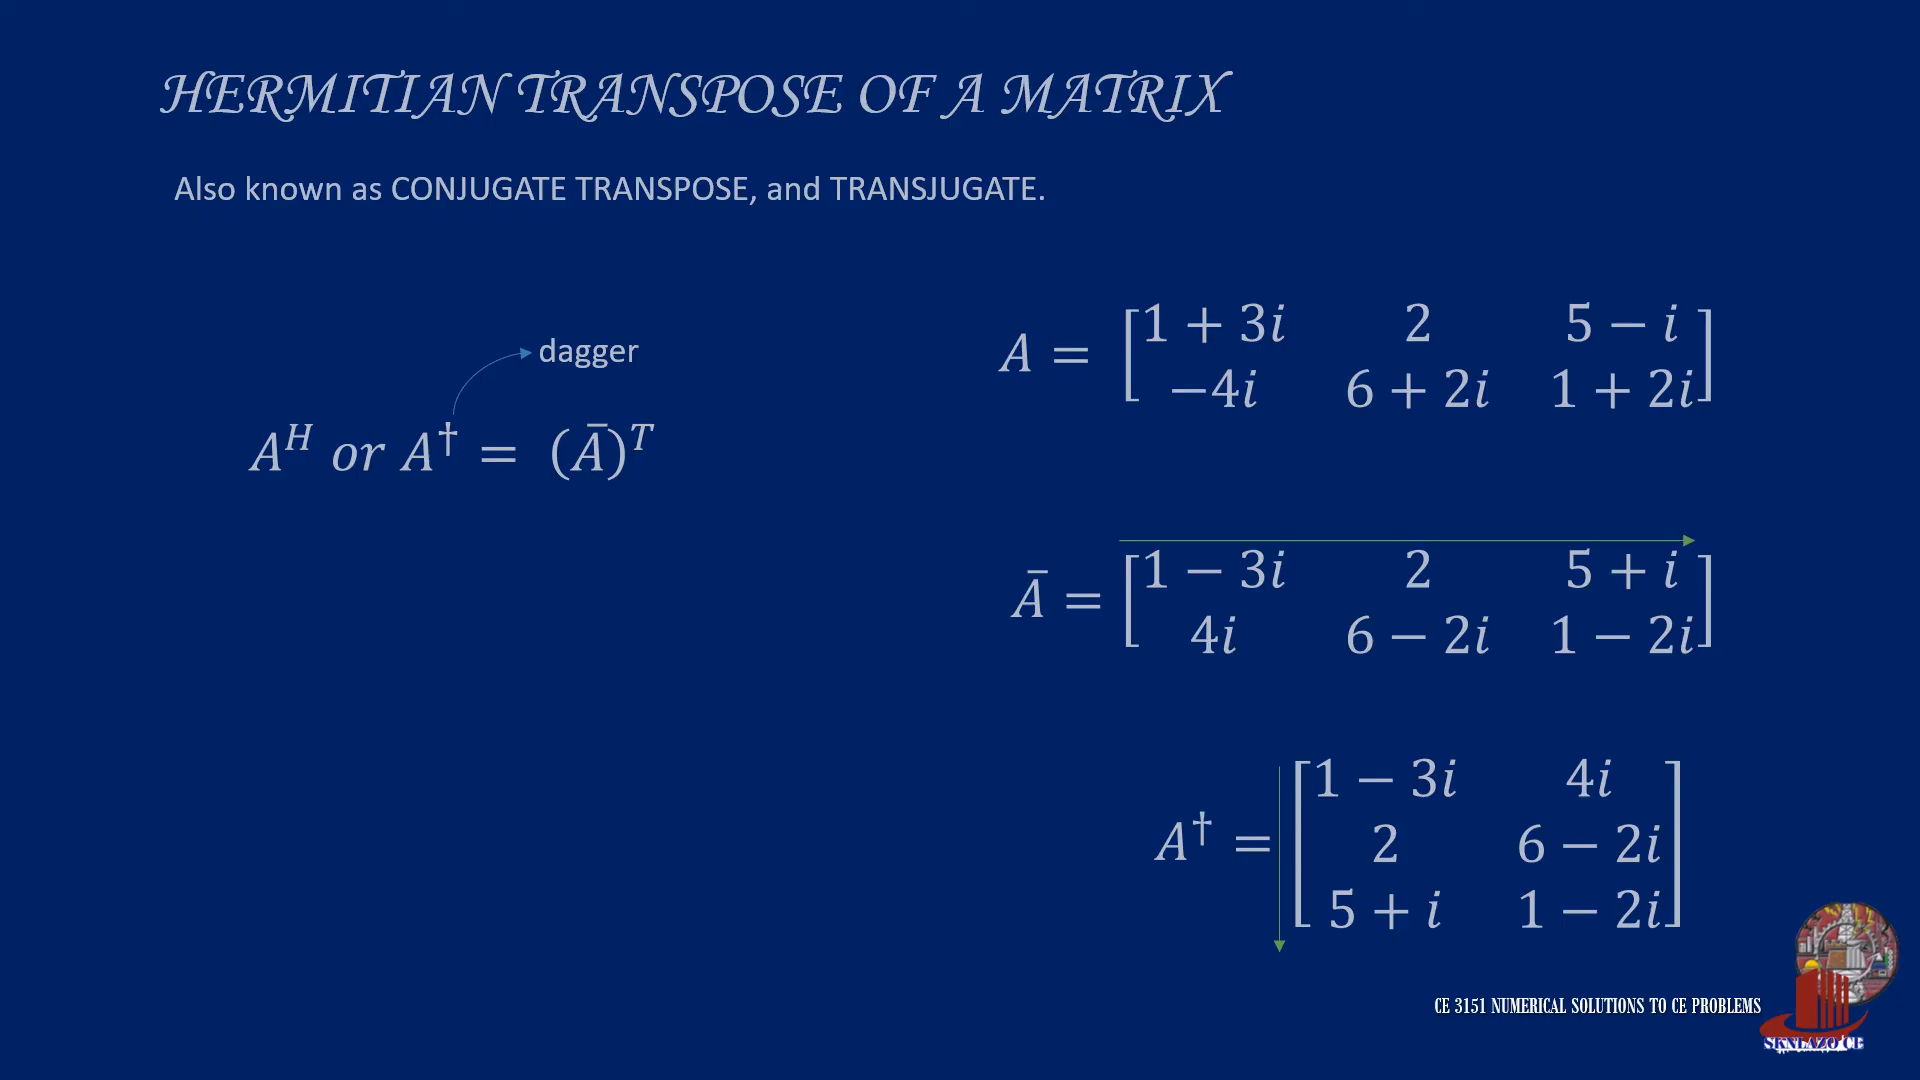 HERMITIAN TRANSPOSE OF A MATRIX
Also known as CONJUGATE TRANSPOSE, and TRANSJUGATE.
dagger
A^H or A^† = (Ā)^T
A = [1 + 3i 2 5 − i
−4i 6 + 2i 1 + 2i]
Ā = [1 − 3i 2 5 + i
4i 6 − 2i 1 − 2i]
A^† = [1 − 3i 4i
2 6 − 2i
5 + i 1 − 2i]
CE 3151 NUMERICAL SOLUTIONS TO CE PROBLEMS
SKNLAZO CE